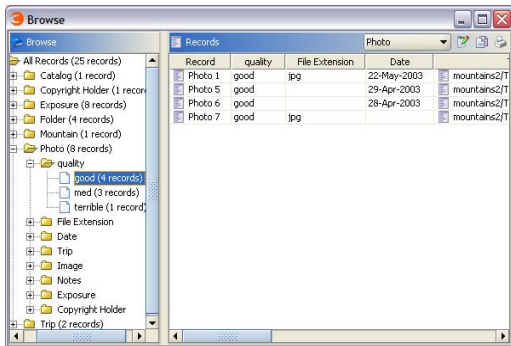 Browse
Browse
All Records (25 records)
Catalog (1 record)
Copyright Holder (1 recor
Exposure (8 records)
Folder (4 records)
Mountain (1 record)
Photo (8 records)
quality
good (4 records)
med (3 records)
terrible (1 record)
File Extension
Date
Trip
Image
Notes
Exposure
Copyright Holder
Trip (2 records)
Records Photo
Record quality File Extension Date
Photo 1 good jpg 22-May-2003 mountains2/T
Photo 5 good 29-Apr-2003 mountains2/T
Photo 6 good 28-Apr-2003 mountains2/T
Photo 7 good jpg mountains2/T